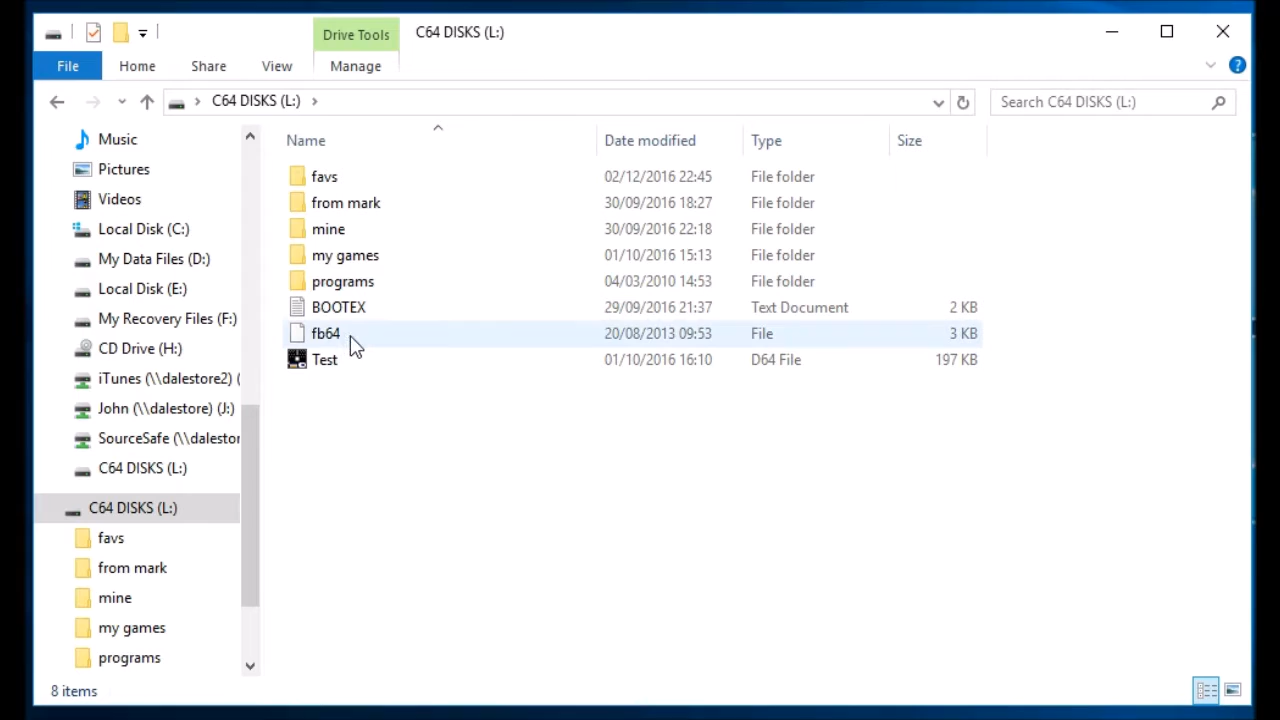 Drive Tools
C64 DISKS (L:)
File
Home
Share
View
Manage
C64 DISKS (L:)
Search C64 DISKS (L:)
Name
Date modified
Type
Size
Music
Pictures
Videos
Local Disk (C:)
My Data Files (D:)
Local Disk (E:)
My Recovery Files (F:)
CD Drive (H:)
iTunes (\\dalestore2) (
John (\\dalestore) (J:)
SourceSafe (\\dalestor
C64 DISKS (L:)
C64 DISKS (L:)
favs
from mark
mine
my games
programs
favs 02/12/2016 22:45 File folder
from mark 30/09/2016 18:27 File folder
mine 30/09/2016 22:18 File folder
my games 01/10/2016 15:13 File folder
programs 04/03/2010 14:53 File folder
BOOTEX 29/09/2016 21:37 Text Document 2 KB
fb64 20/08/2013 09:53 File 3 KB
Test 01/10/2016 16:10 D64 File 197 KB
8 items